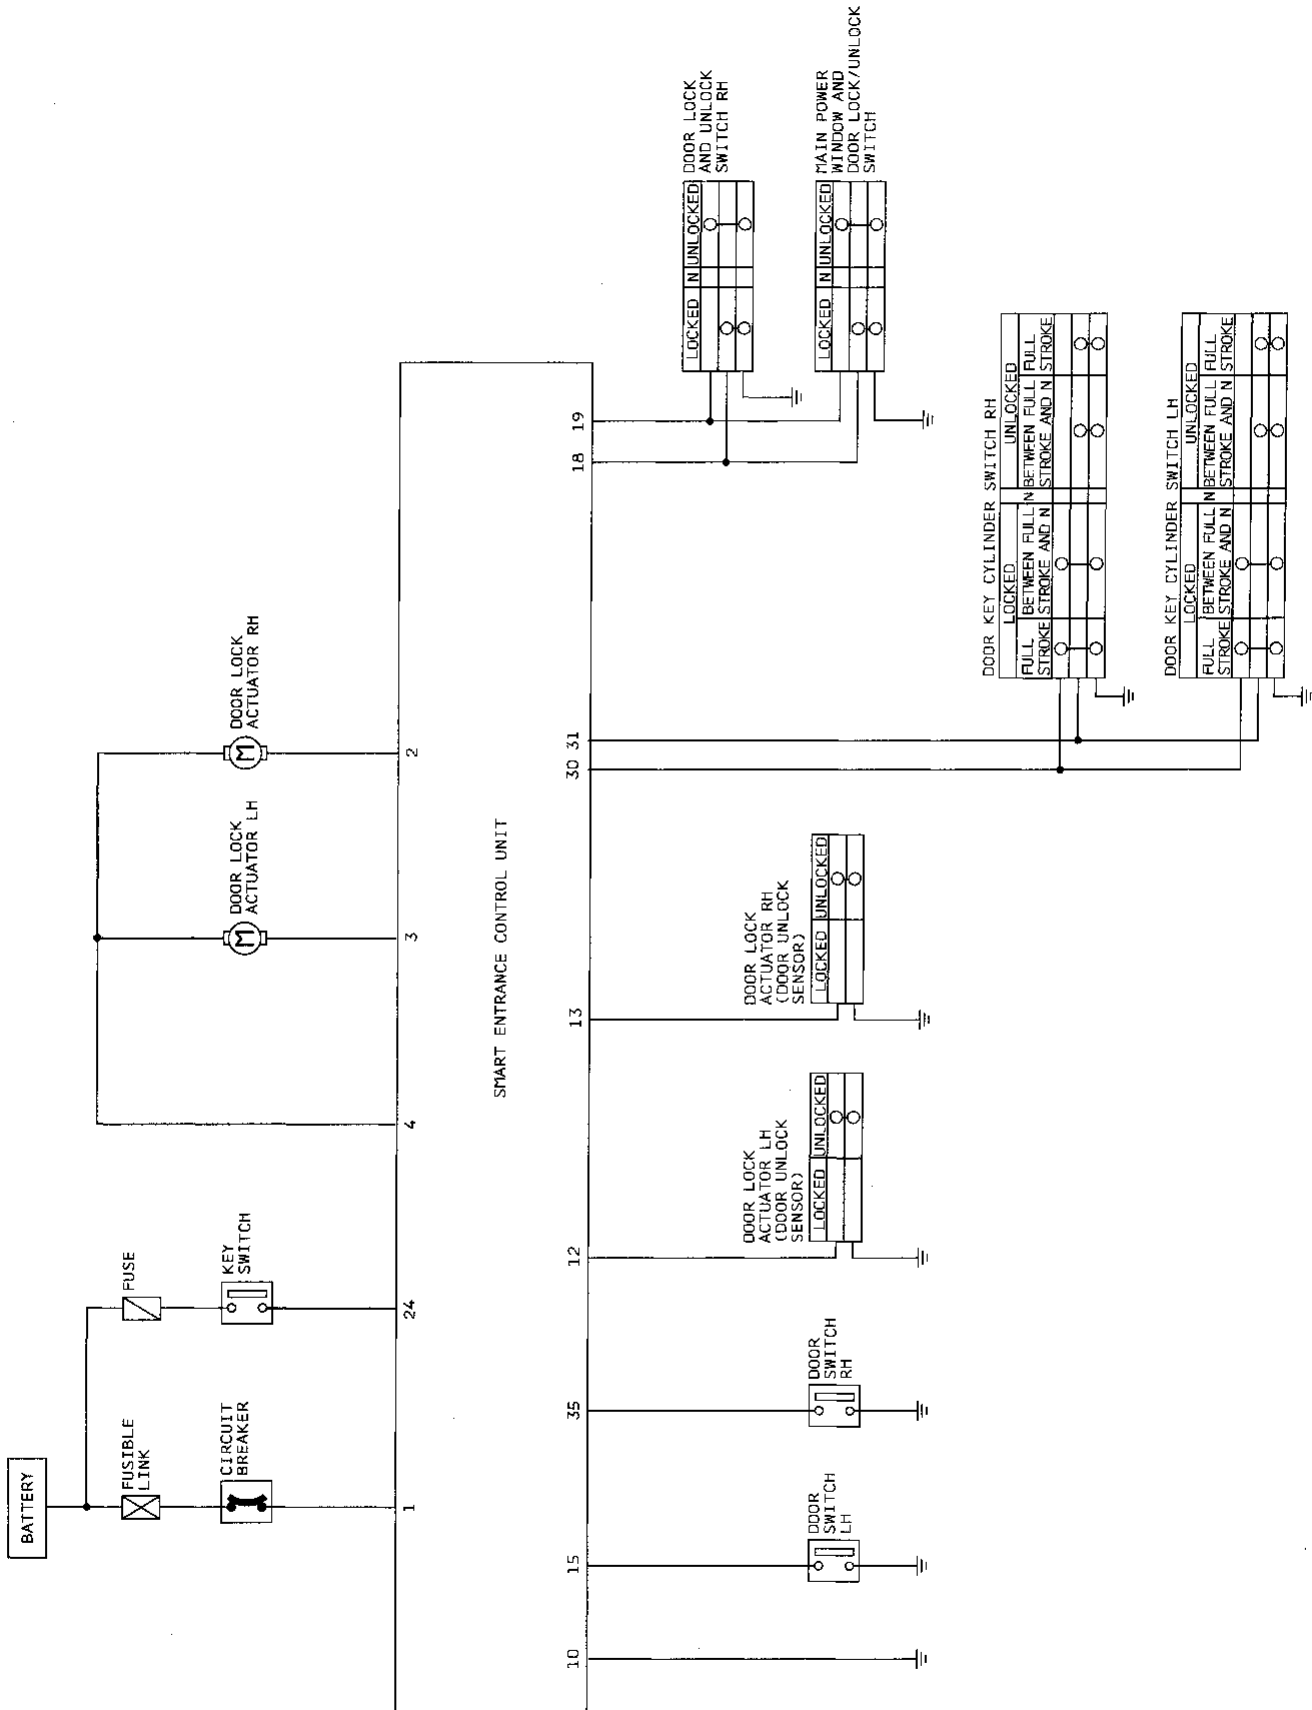 BATTERY
FUSIBLE
LINK
CIRCUIT
BREAKER
1
FUSE
KEY
SWITCH
24
4
DOOR LOCK
ACTUATOR LH
3
DOOR LOCK
ACTUATOR RH
2
SMART ENTRANCE CONTROL UNIT
10
15
DOOR
SWITCH
LH
35
DOOR
SWITCH
RH
12
DOOR LOCK
ACTUATOR LH
(DOOR UNLOCK
SENSOR)
LOCKED UNLOCKED
13
DOOR LOCK
ACTUATOR RH
(DOOR UNLOCK
SENSOR)
LOCKED UNLOCKED
30 31
18 19
LOCKED N UNLOCKED
DOOR LOCK
AND UNLOCK
SWITCH RH
LOCKED N UNLOCKED
MAIN POWER
WINDOW AND
DOOR LOCK/UNLOCK
SWITCH
DOOR KEY CYLINDER SWITCH RH
LOCKED UNLOCKED
FULL BETWEEN FULL N BETWEEN FULL FULL
STROKE STROKE AND N STROKE AND N STROKE
DOOR KEY CYLINDER SWITCH LH
LOCKED UNLOCKED
FULL BETWEEN FULL N BETWEEN FULL FULL
STROKE STROKE AND N STROKE AND N STROKE